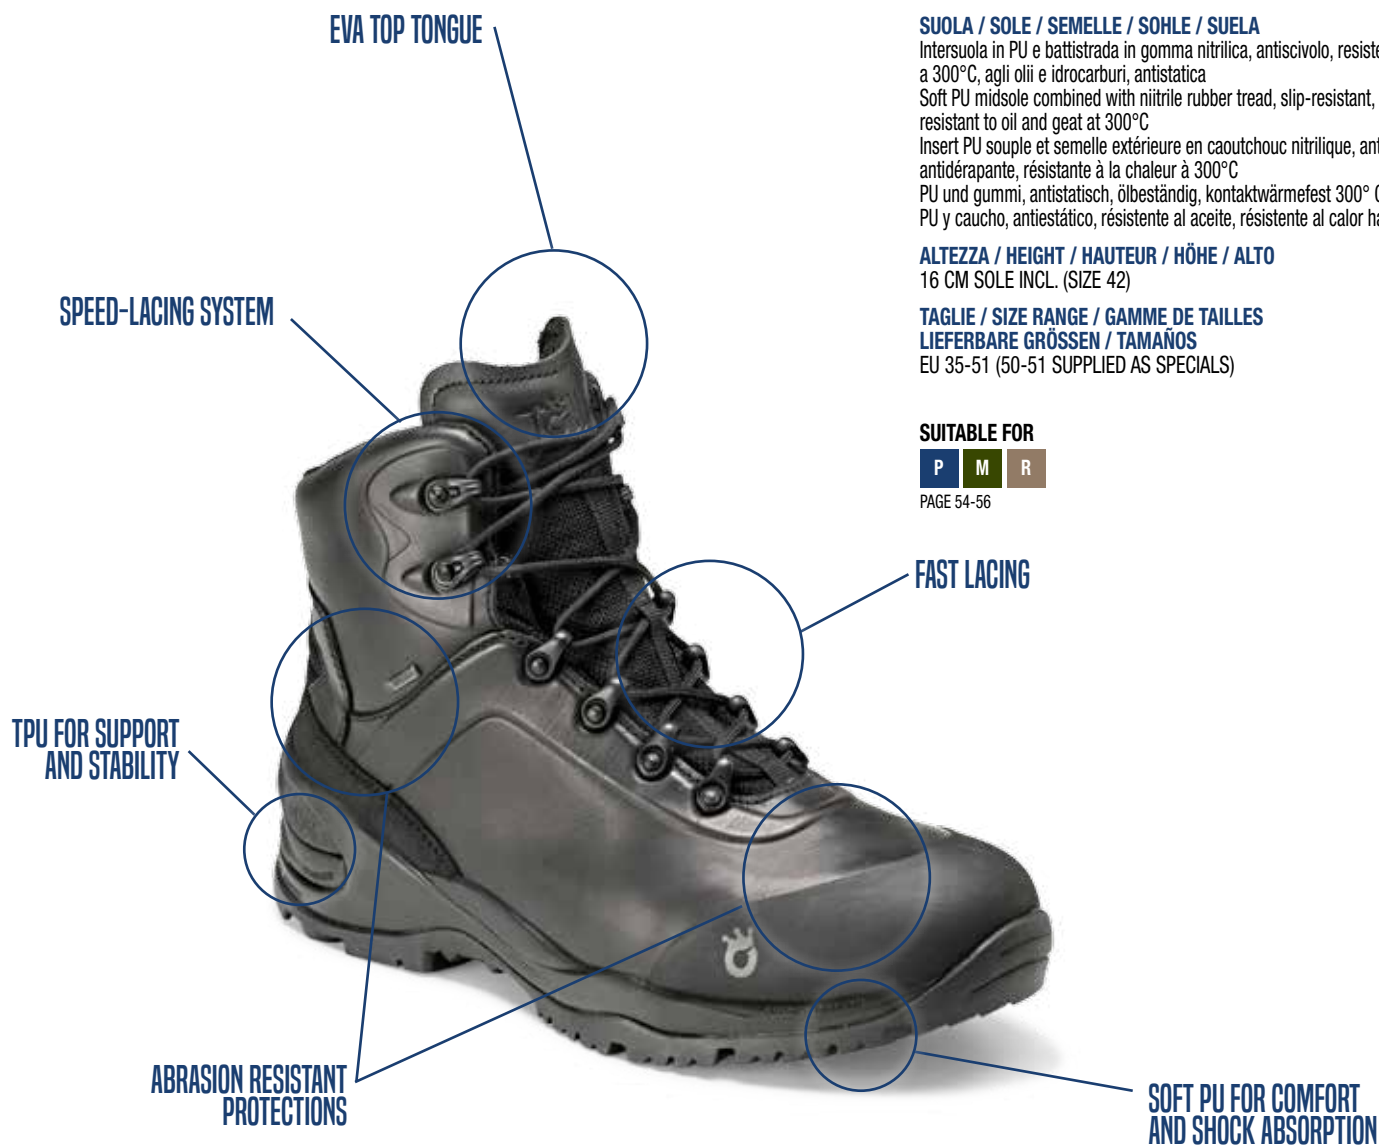 EVA TOP TONGUE
SPEED-LACING SYSTEM
TPU FOR SUPPORT
AND STABILITY
ABRASION RESISTANT
PROTECTIONS
SUOLA / SOLE / SEMELLE / SOHLE / SUELA
Intersuola in PU e battistrada in gomma nitrilica, antiscivolo,
a 300°C, agli olii e idrocarburi, antistatica
Soft PU midsole combined with niitrile rubber tread, slip-resistant,
resistant to oil and geat at 300°C
Insert PU souple et semelle extérieure en caoutchouc nitrilique,
antidérapante, résistante à la chaleur à 300°C
PU und gummi, antistatisch, ölbeständig, kontaktwärmefest 300°
PU y caucho, antiestático, résistente al aceite, résistente al calor
ALTEZZA / HEIGHT / HAUTEUR / HÖHE / ALTO
16 CM SOLE INCL. (SIZE 42)
TAGLIE / SIZE RANGE / GAMME DE TAILLES
LIEFERBARE GRÖSSEN / TAMAÑOS
EU 35-51 (50-51 SUPPLIED AS SPECIALS)
SUITABLE FOR
P M R
PAGE 54-56
FAST LACING
SOFT PU FOR COMFORT
AND SHOCK ABSORPTION